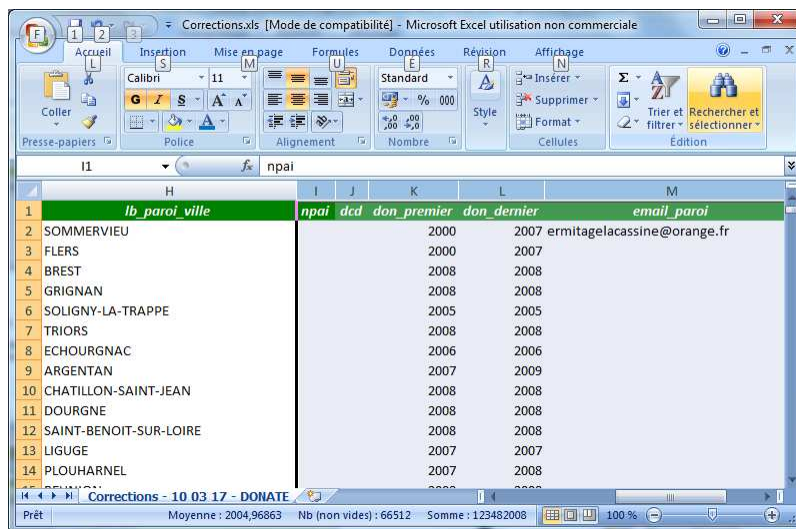 Corrections.xls [Mode de compatibilité] - Microsoft Excel utilisation non commerciale
F 1 2 3
Accueil Insertion Mise en page Formules Données Révision Affichage
L S M U É R N
Coller
Calibri 11
G I S A A
Standard
% 000
Style
Insérer
Supprimer
Format
Σ
Trier et filtrer
Rechercher et sélectionner
Presse-papiers Police Alignement Nombre Cellules Édition
I1 fx npai
H I J K L M
1 lb_paroi_ville npai dcd don_premier don_dernier email_paroi
2 SOMMERVIEU 2000 2007 ermitagelacassine@orange.fr
3 FLERS 2000 2007
4 BREST 2008 2008
5 GRIGNAN 2008 2008
6 SOLIGNY-LA-TRAPPE 2005 2005
7 TRIORS 2008 2008
8 ECHOURGNAC 2006 2006
9 ARGENTAN 2007 2009
10 CHATILLON-SAINT-JEAN 2008 2008
11 DOURGNE 2008 2008
12 SAINT-BENOIT-SUR-LOIRE 2008 2008
13 LIGUGE 2007 2007
14 PLOUHARNEL 2007 2008
Corrections - 10 03 17 - DONATE
Prêt Moyenne : 2004,96863 Nb (non vides) : 66512 Somme : 123482008 100 %